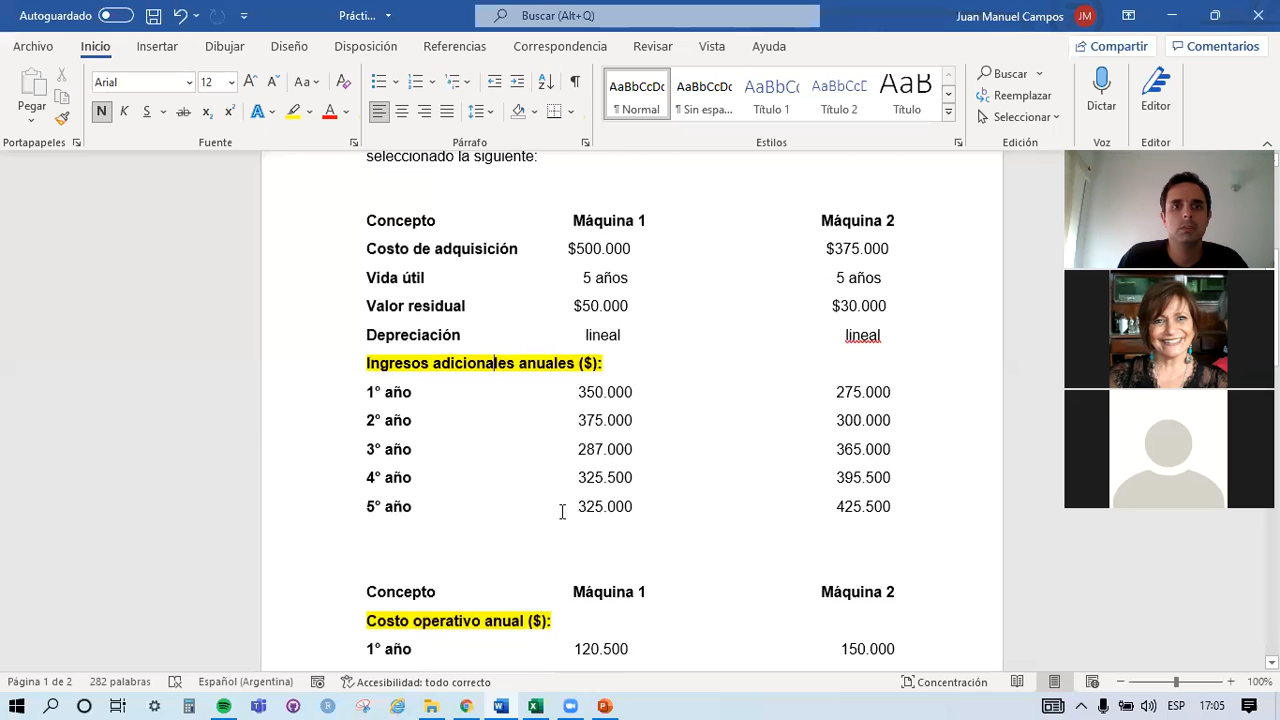 Autoguardado
Prácti...
Buscar (Alt+Q)
Juan Manuel Campos
JM
Archivo Inicio Insertar Dibujar Diseño Disposición Referencias Correspondencia Revisar Vista Ayuda
Compartir
Comentarios
Pegar
Arial
12
N K S ab x₂ x²
AaBbCcDc AaBbCcDc AaBbCc AaBbCcD AaB
¶ Normal ¶ Sin espa... Título 1 Título 2 Título
Buscar
Reemplazar
Seleccionar
Dictar
Editor
Portapapeles Fuente Párrafo Estilos Edición Voz Editor
seleccionado la siguiente:
Concepto Máquina 1 Máquina 2
Costo de adquisición $500.000 $375.000
Vida útil 5 años 5 años
Valor residual $50.000 $30.000
Depreciación lineal lineal
Ingresos adicionales anuales ($):
1° año 350.000 275.000
2° año 375.000 300.000
3° año 287.000 365.000
4° año 325.500 395.500
5° año 325.000 425.500
Concepto Máquina 1 Máquina 2
Costo operativo anual ($):
1° año 120.500 150.000
Página 1 de 2 282 palabras Español (Argentina) Accesibilidad: todo correcto Concentración 100%
ESP 17:05